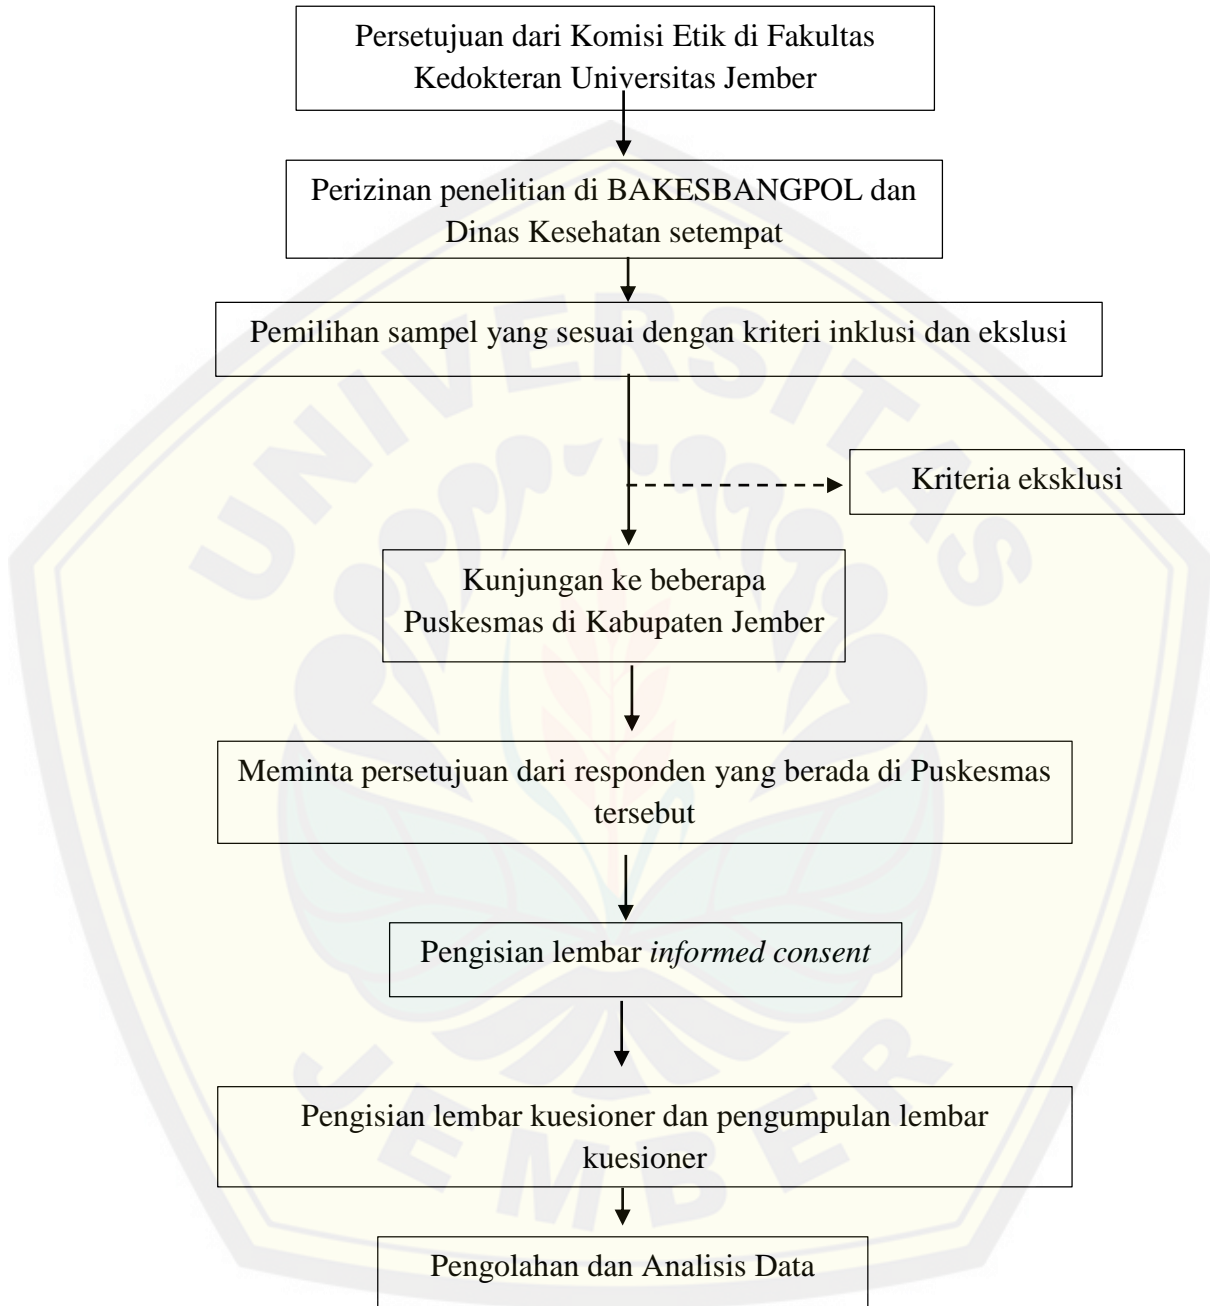 Persetujuan dari Komisi Etik di Fakultas
Kedokteran Universitas Jember
Perizinan penelitian di BAKESBANGPOL dan
Dinas Kesehatan setempat
Pemilihan sampel yang sesuai dengan kriteri inklusi dan ekslusi
Kriteria eksklusi
Kunjungan ke beberapa
Puskesmas di Kabupaten Jember
Meminta persetujuan dari responden yang berada di Puskesmas
tersebut
Pengisian lembar informed consent
Pengisian lembar kuesioner dan pengumpulan lembar
kuesioner
Pengolahan dan Analisis Data
UNIVERSITAS
JEMBER